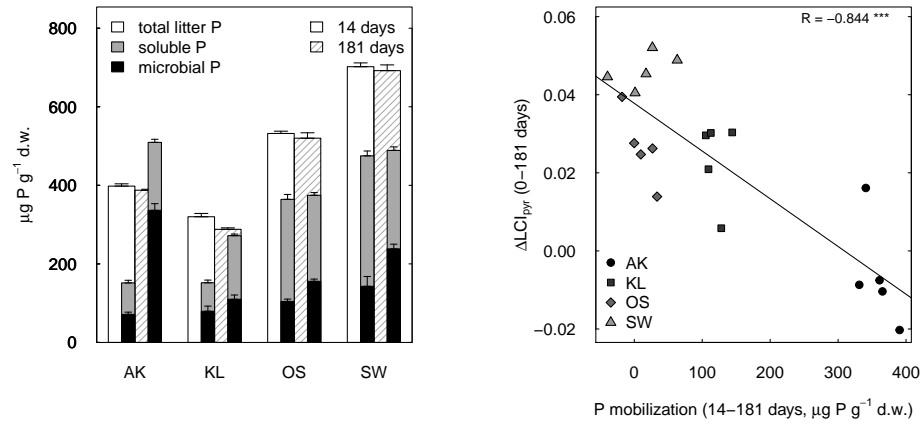 800
600
400
200
0
μg P g⁻¹ d.w.
total litter P
soluble P
microbial P
14 days
181 days
AK KL OS SW
R = −0.844 ***
0.06
0.04
0.02
0.00
−0.02
ΔLCIpyr (0−181 days)
AK
KL
OS
SW
0 100 200 300 400
P mobilization (14−181 days, μg P g⁻¹ d.w.)